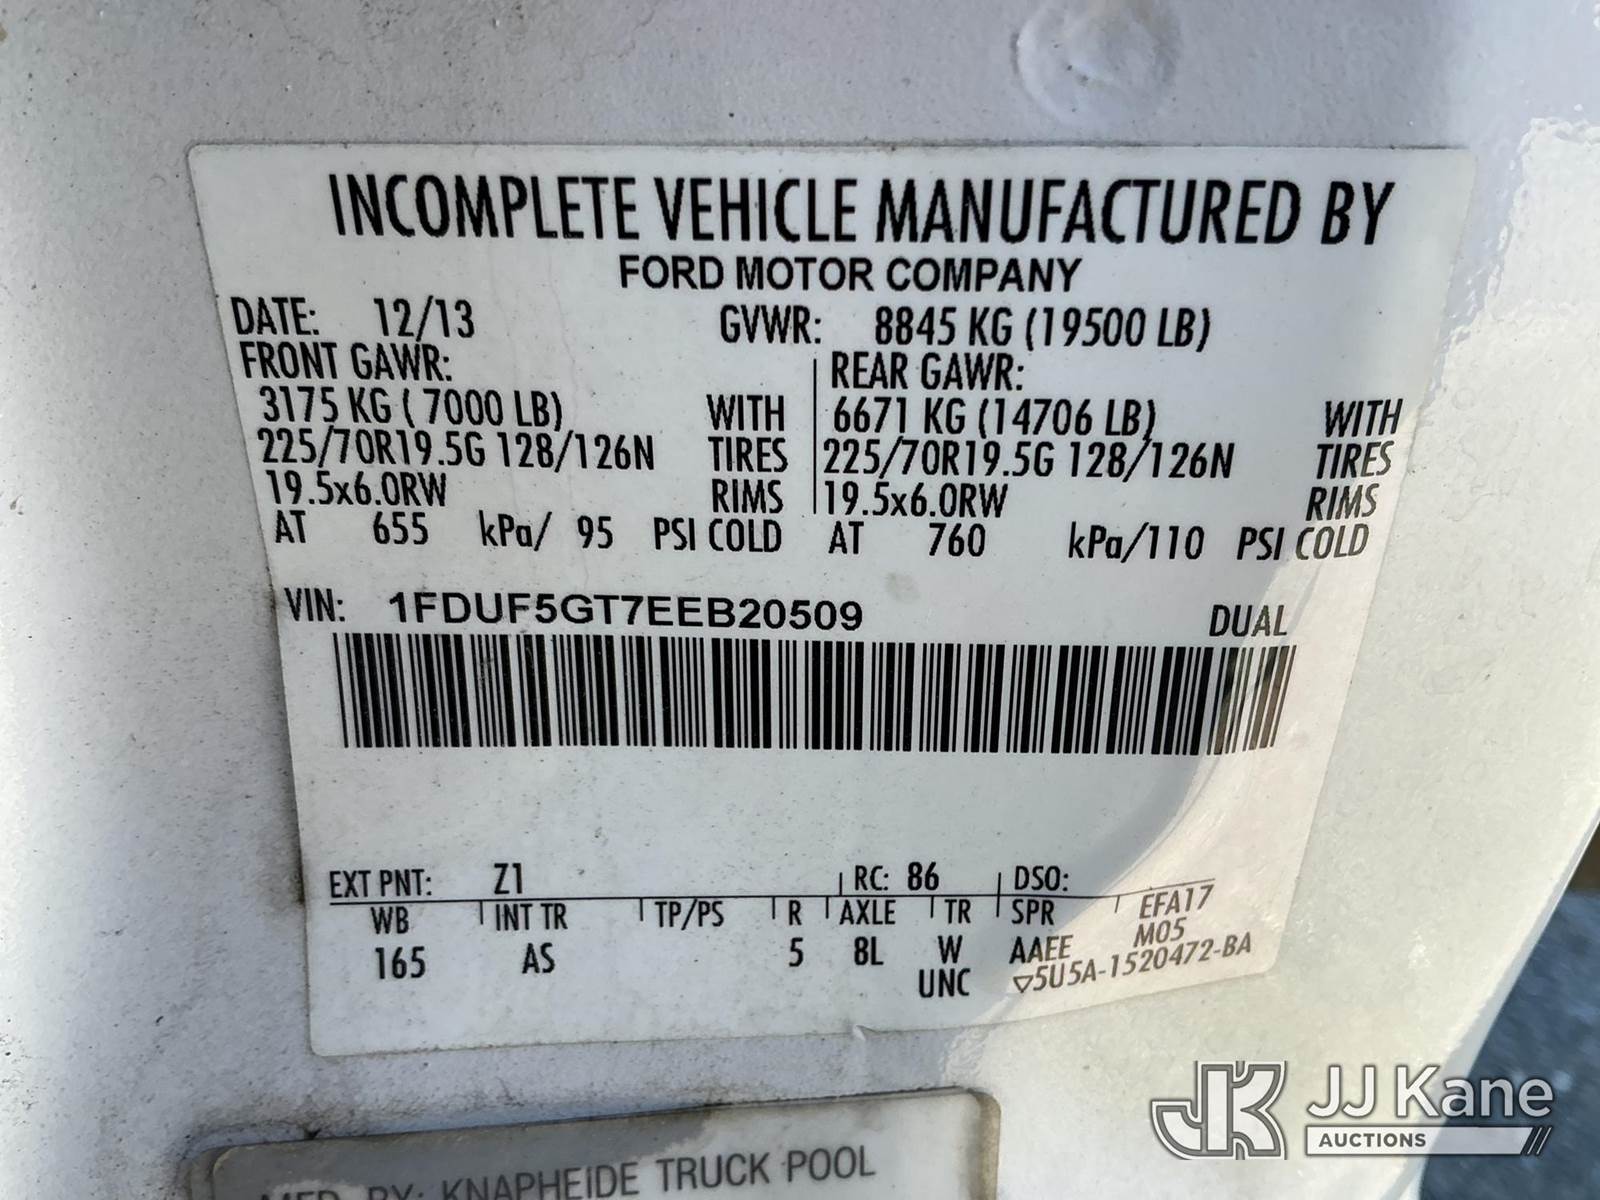 INCOMPLETE VEHICLE MANUFACTURED BY
FORD MOTOR COMPANY
DATE: 12/13 GVWR: 8845 KG (19500 LB)
FRONT GAWR: REAR GAWR:
3175 KG ( 7000 LB) WITH 6671 KG (14706 LB) WITH
225/70R19.5G 128/126N TIRES 225/70R19.5G 128/126N TIRES
19.5x6.0RW RIMS 19.5x6.0RW RIMS
AT 655 kPa/ 95 PSI COLD AT 760 kPa/110 PSI COLD
VIN: 1FDUF5GT7EEB20509 DUAL
EXT PNT: Z1 RC: 86 DSO:
WB INT TR TP/PS R AXLE TR SPR EFA17
165 AS 5 8L W AAEE M05
UNC ▽5U5A-1520472-BA
MFD BY: KNAPHEIDE TRUCK POOL
JK JJ Kane
AUCTIONS